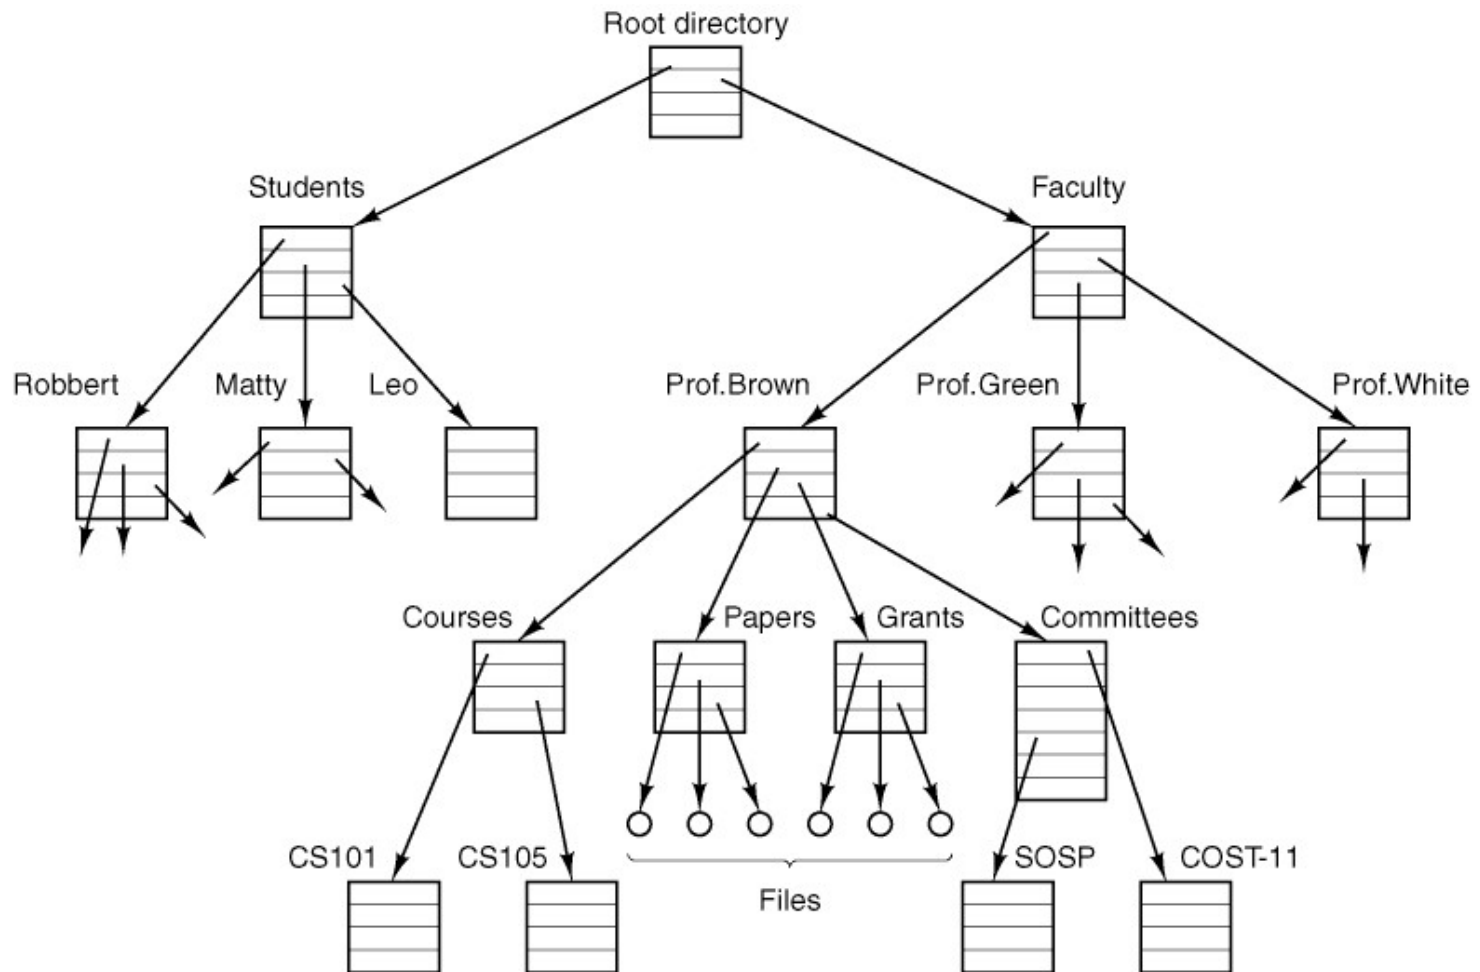 Root directory
Students
Faculty
Robbert
Matty
Leo
Prof.Brown
Prof.Green
Prof.White
Courses
Papers
Grants
Committees
CS101
CS105
SOSP
COST-11
Files